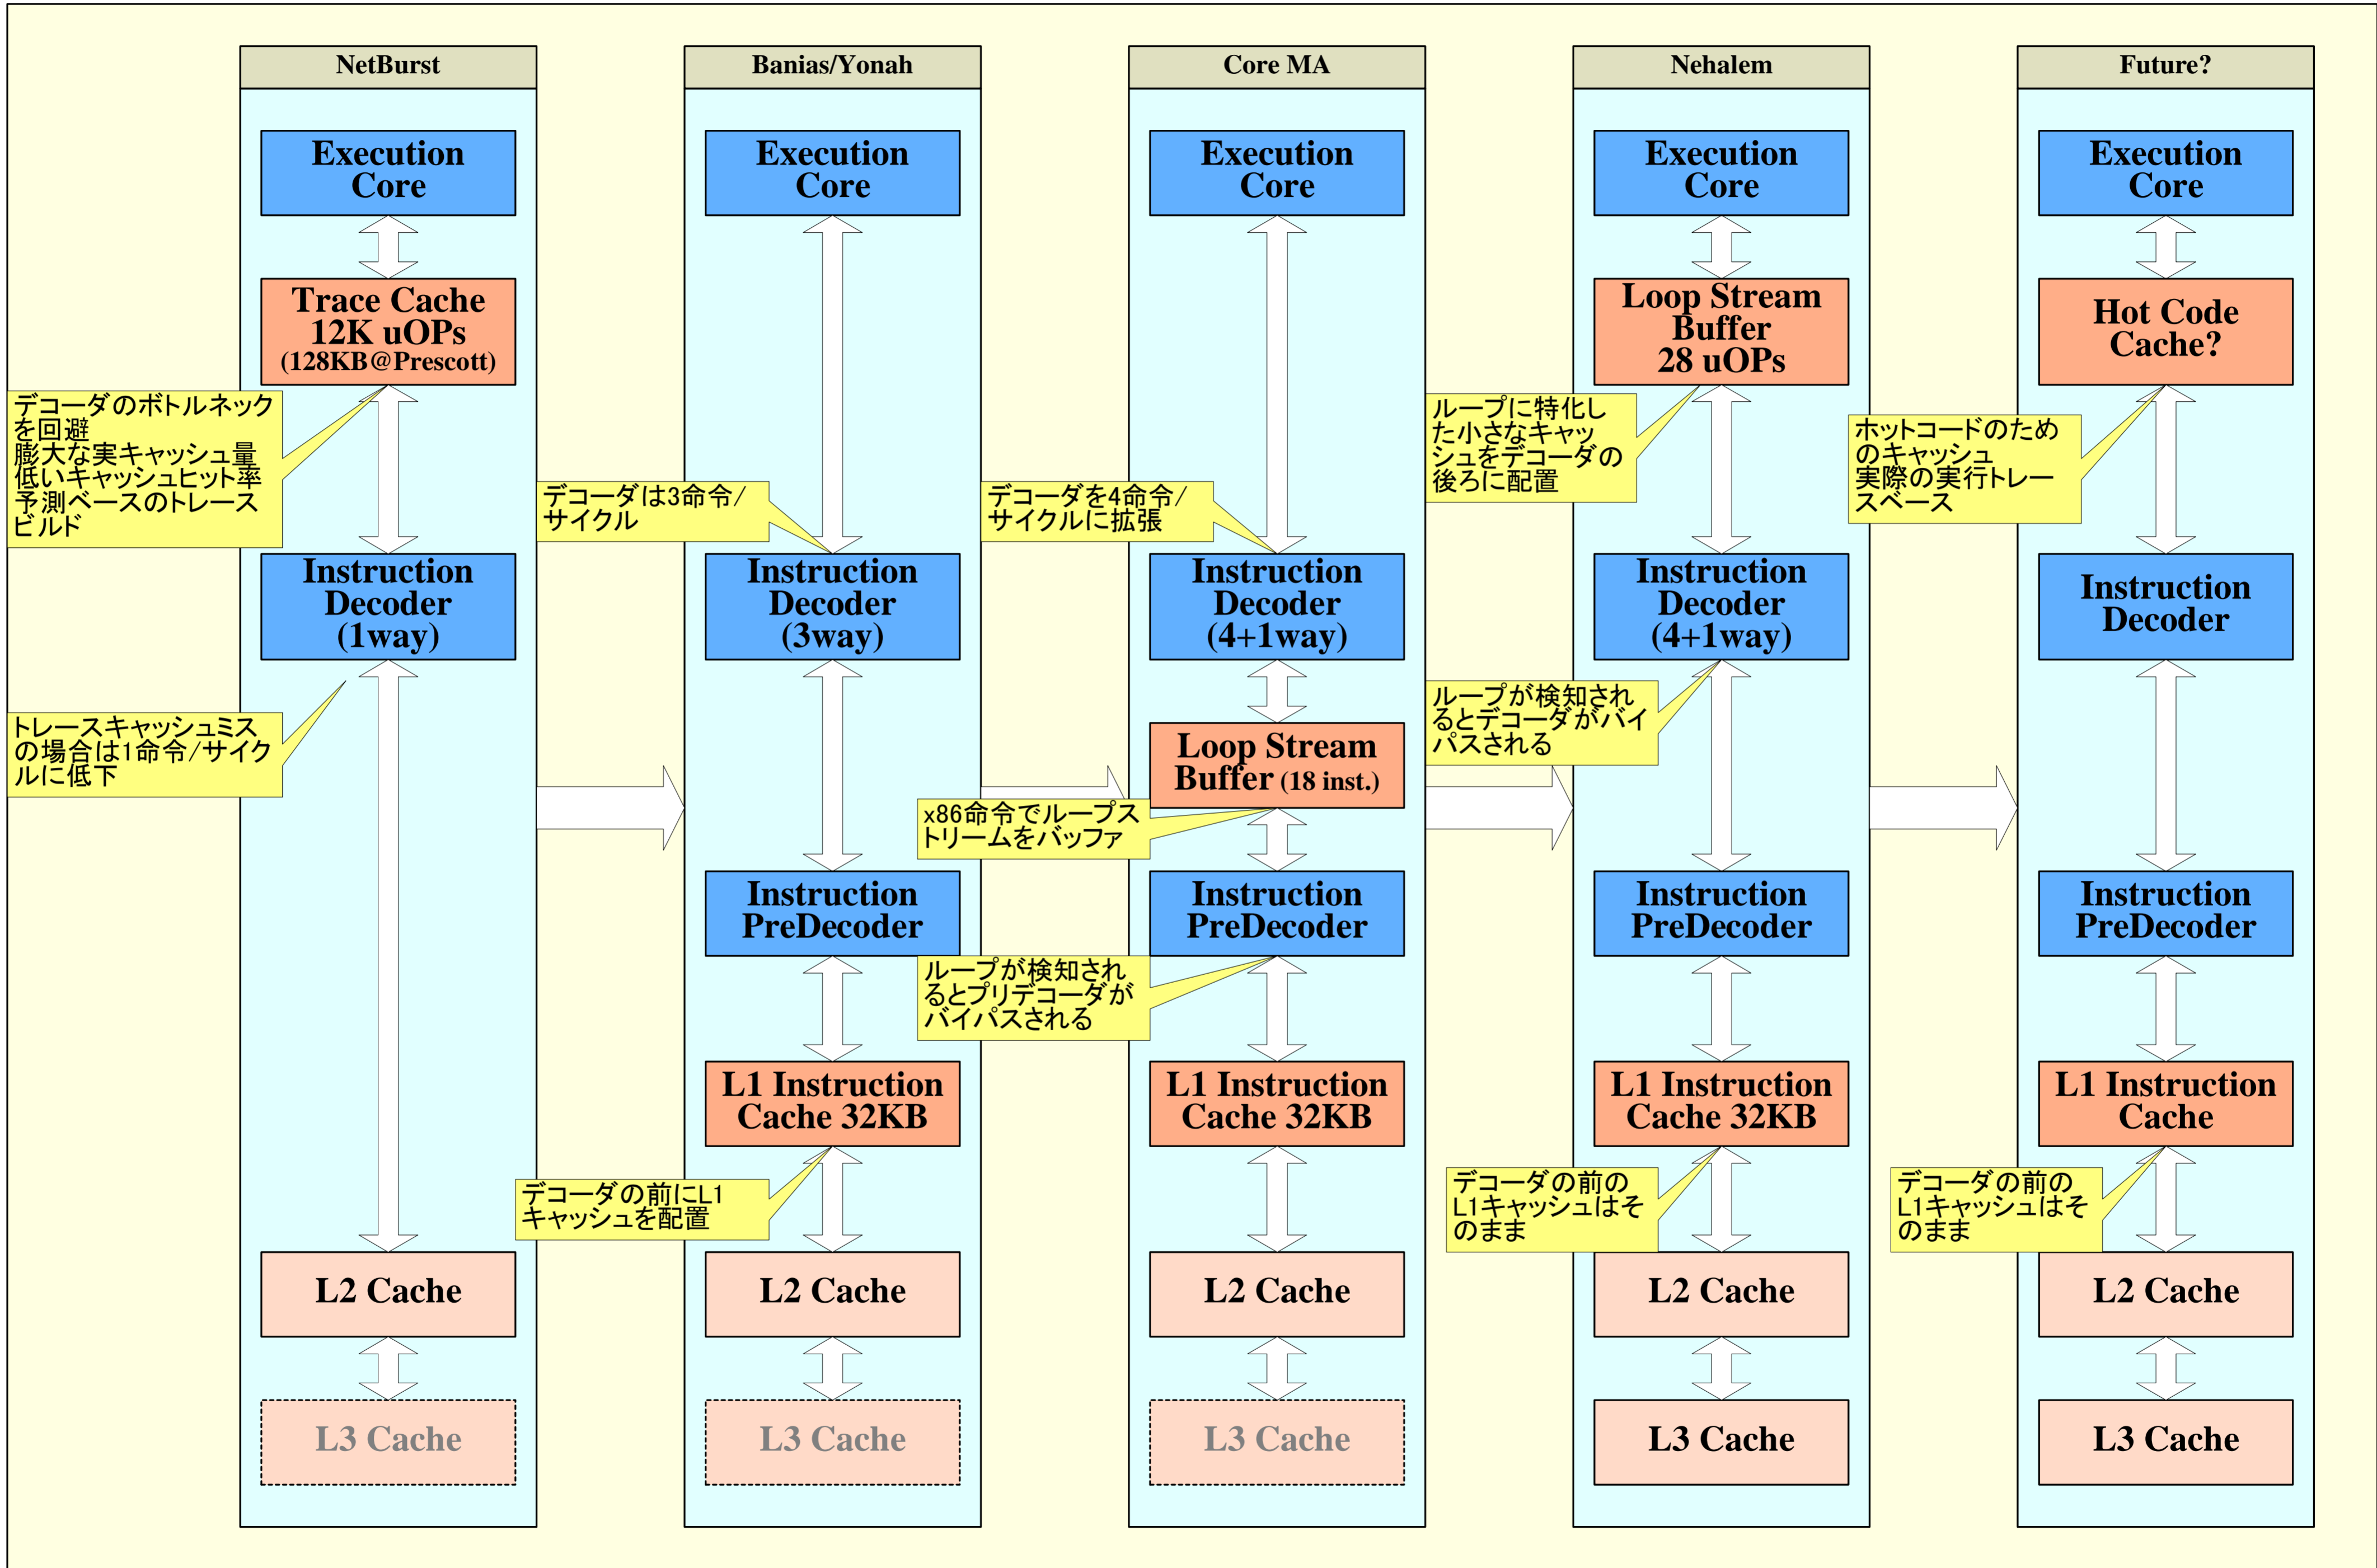 NetBurst
Execution
Core
Trace Cache
12K uOPs
(128KB@Prescott)
デコーダのボトルネック
を回避
膨大な実キャッシュ量
低いキャッシュヒット率
予測ベースのトレース
ビルド
Instruction
Decoder
(1way)
トレースキャッシュミス
の場合は1命令/サイク
ルに低下
L2 Cache
L3 Cache
Banias/Yonah
Execution
Core
デコーダは3命令/
サイクル
Instruction
Decoder
(3way)
Instruction
PreDecoder
L1 Instruction
Cache 32KB
デコーダの前にL1
キャッシュを配置
L2 Cache
L3 Cache
Core MA
Execution
Core
デコーダを4命令/
サイクルに拡張
Instruction
Decoder
(4+1way)
Loop Stream
Buffer (18 inst.)
x86命令でループス
トリームをバッファ
Instruction
PreDecoder
ループが検知され
るとプリデコーダが
バイパスされる
L1 Instruction
Cache 32KB
L2 Cache
L3 Cache
Nehalem
Execution
Core
Loop Stream
Buffer
28 uOPs
ループに特化し
た小さなキャッ
シュをデコーダの
後ろに配置
Instruction
Decoder
(4+1way)
ループが検知され
るとデコーダがバイ
パスされる
Instruction
PreDecoder
L1 Instruction
Cache 32KB
デコーダの前の
L1キャッシュはそ
のまま
L2 Cache
L3 Cache
Future?
Execution
Core
Hot Code
Cache?
ホットコードのため
のキャッシュ
実際の実行トレー
スベース
Instruction
Decoder
Instruction
PreDecoder
L1 Instruction
Cache
デコーダの前の
L1キャッシュはそ
のまま
L2 Cache
L3 Cache